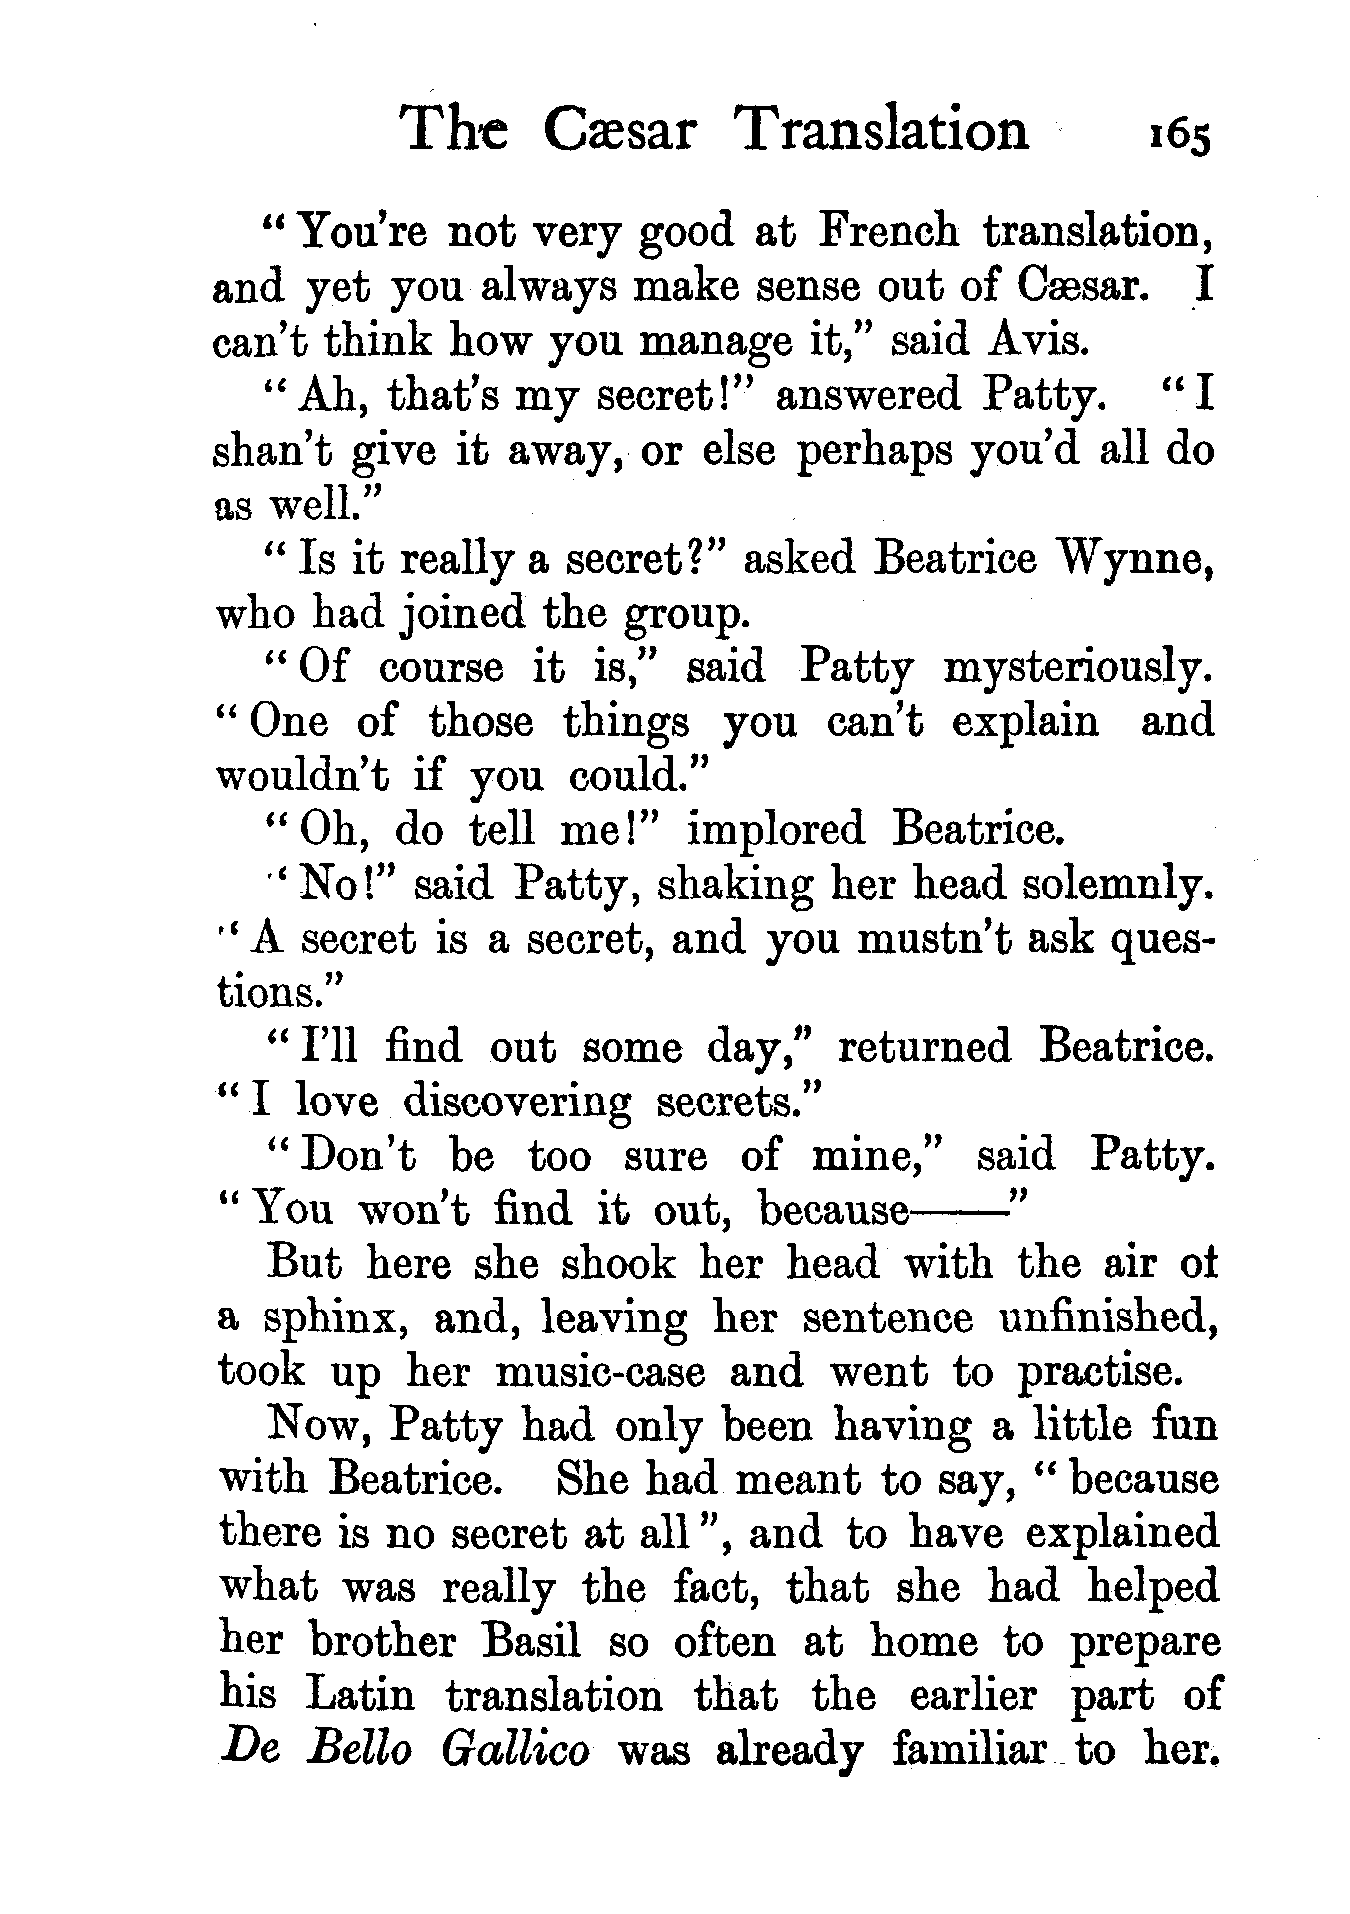 The Cæsar Translation 165
“You're not very good at French translation,
and yet you always make sense out of Cæsar. I
can't think how you manage it,” said Avis.
“Ah, that's my secret!” answered Patty. “I
shan't give it away, or else perhaps you'd all do
as well.”
“Is it really a secret?” asked Beatrice Wynne,
who had joined the group.
“Of course it is,” said Patty mysteriously.
“One of those things you can't explain and
wouldn't if you could.”
“Oh, do tell me!” implored Beatrice.
“No!” said Patty, shaking her head solemnly.
“A secret is a secret, and you mustn't ask ques-
tions.”
“I'll find out some day,” returned Beatrice.
“I love discovering secrets.”
“Don't be too sure of mine,” said Patty.
“You won't find it out, because——”
But here she shook her head with the air of
a sphinx, and, leaving her sentence unfinished,
took up her music-case and went to practise.
Now, Patty had only been having a little fun
with Beatrice. She had meant to say, “because
there is no secret at all”, and to have explained
what was really the fact, that she had helped
her brother Basil so often at home to prepare
his Latin translation that the earlier part of
De Bello Gallico was already familiar to her.